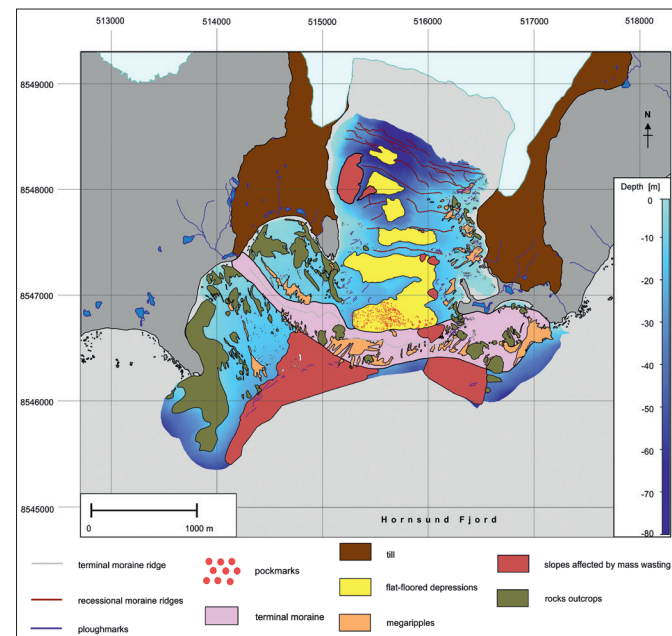 513000 514000 515000 516000 517000 518000
8549000
N
8548000
Depth [m]
0
-10
-20
-30
-40
-50
-60
-70
-80
8547000
8546000
8545000
0 1000 m
Hornsund Fjord
terminal moraine ridge
recessional moraine ridges
ploughmarks
pockmarks
terminal moraine
till
flat-floored depressions
megaripples
slopes affected by mass wasting
rocks outcrops